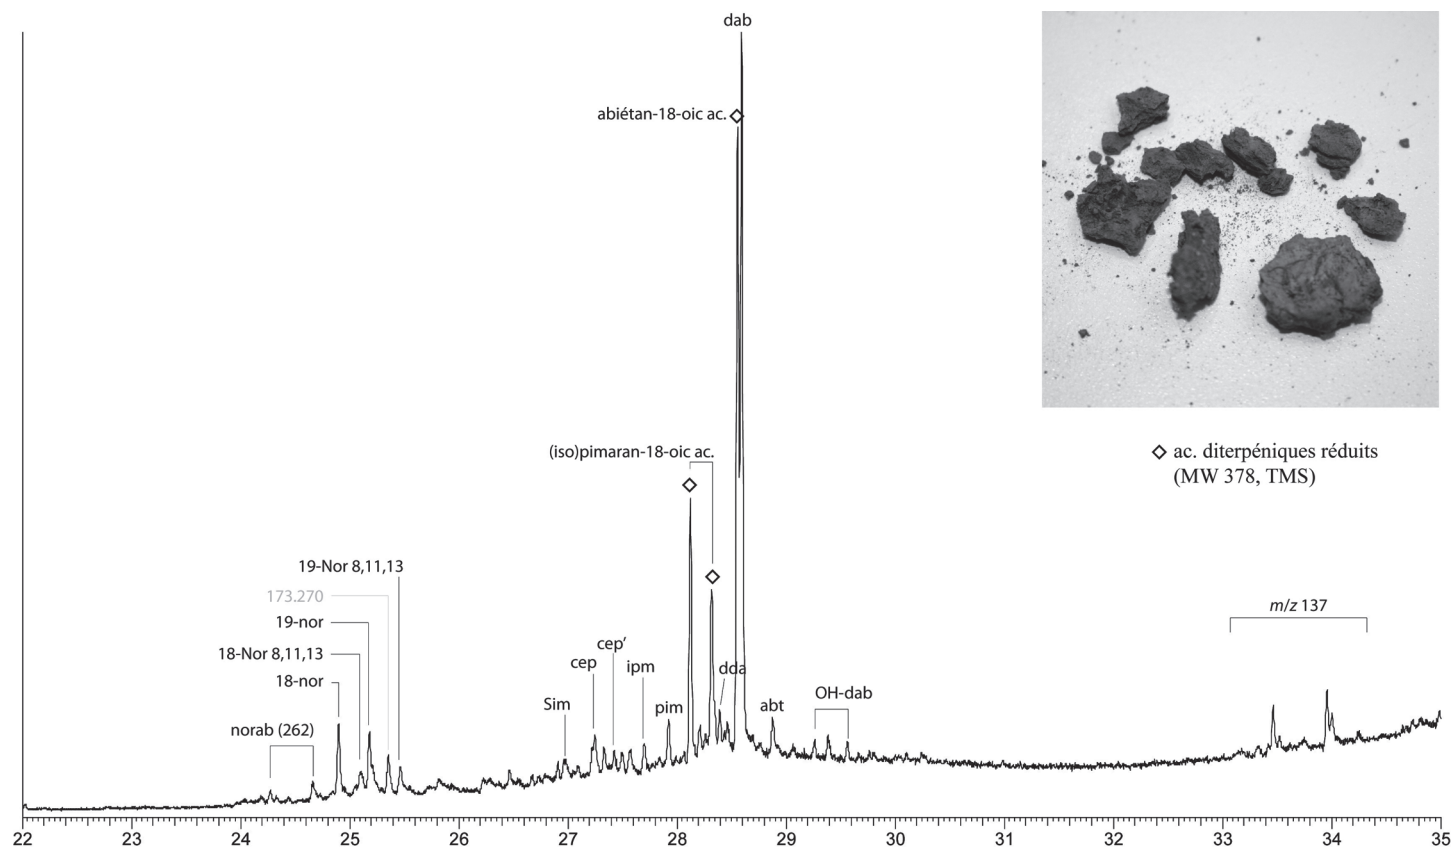 dab
abiétan-18-oic ac.
(iso)pimaran-18-oic ac.
◇ ac. diterpéniques réduits
(MW 378, TMS)
19-Nor 8,11,13
173.270
19-nor
18-Nor 8,11,13
18-nor
norab (262)
Sim
cep
cep’
ipm
pim
dda
abt
OH-dab
m/z 137
22 23 24 25 26 27 28 29 30 31 32 33 34 35